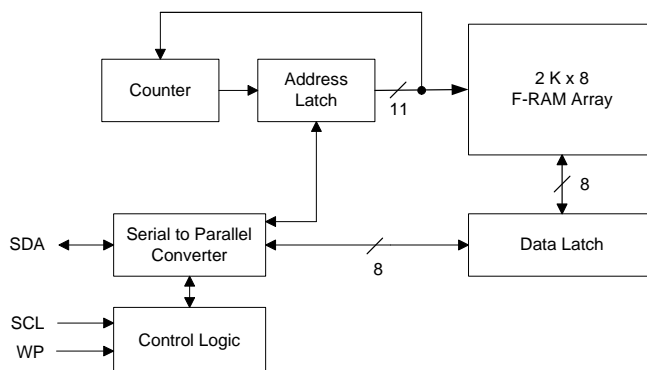 Counter
Address
Latch
11
2 K x 8
F-RAM Array
8
SDA
Serial to Parallel
Converter
8
Data Latch
SCL
WP
Control Logic